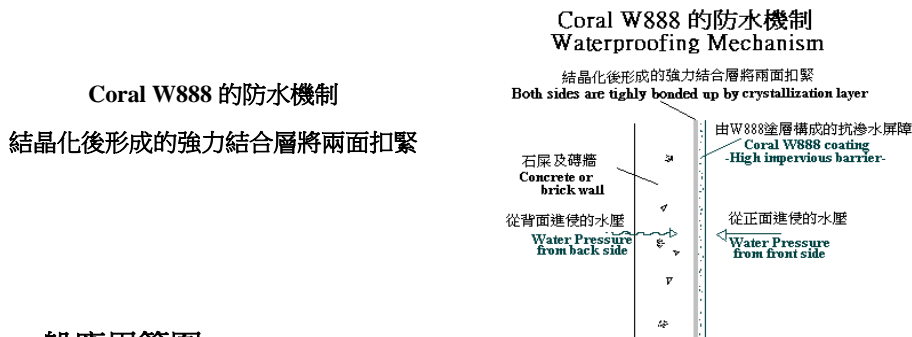 Coral W888 的防水機制
結晶化後形成的強力結合層將兩面扣緊
Coral W888 的防水機制
Waterproofing Mechanism
結晶化後形成的強力結合層將兩面扣緊
Both sides are tighly bonded up by crystallization layer
由W888塗層構成的抗滲水屏障
Coral W888 coating
-High impervious barrier-
石屎及磚牆
Concrete or
brick wall
從背面進侵的水壓
Water Pressure
from back side
從正面進侵的水壓
Water Pressure
from front side